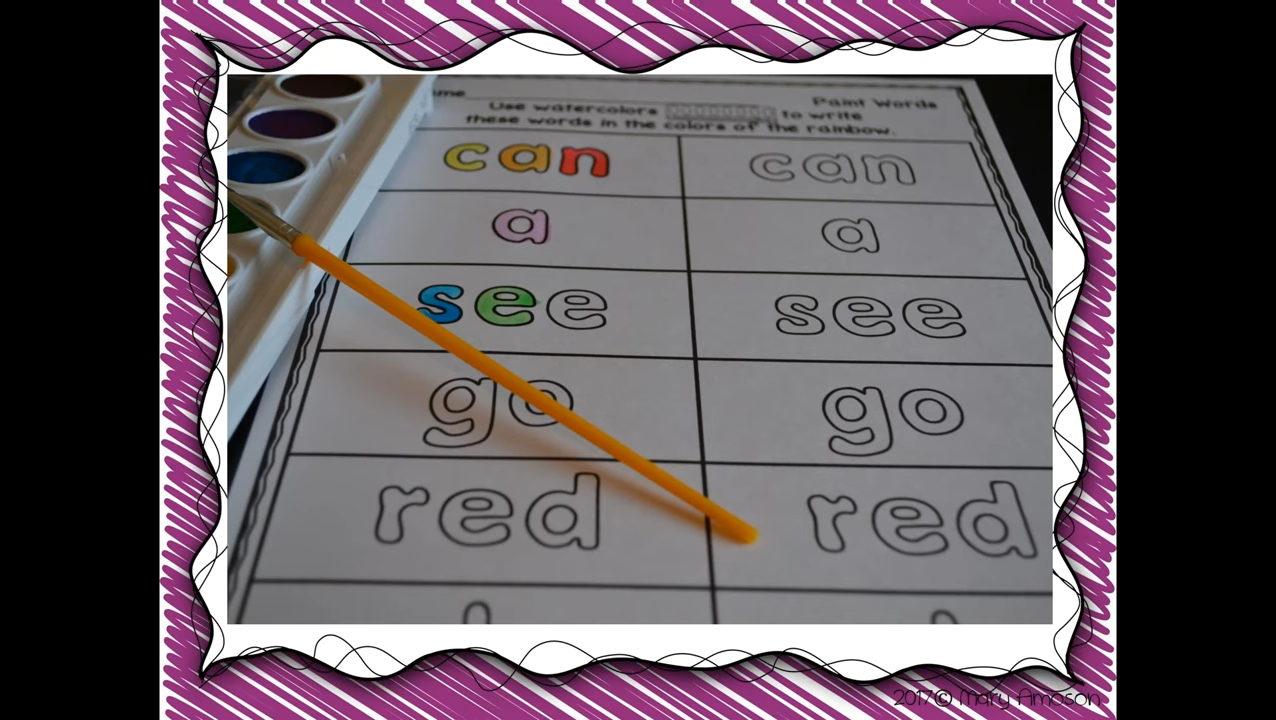 Paint Words
Use watercolors to write
these words in the colors of the rainbow.
can can
a a
see see
go go
red red
2017© Mary Amoson